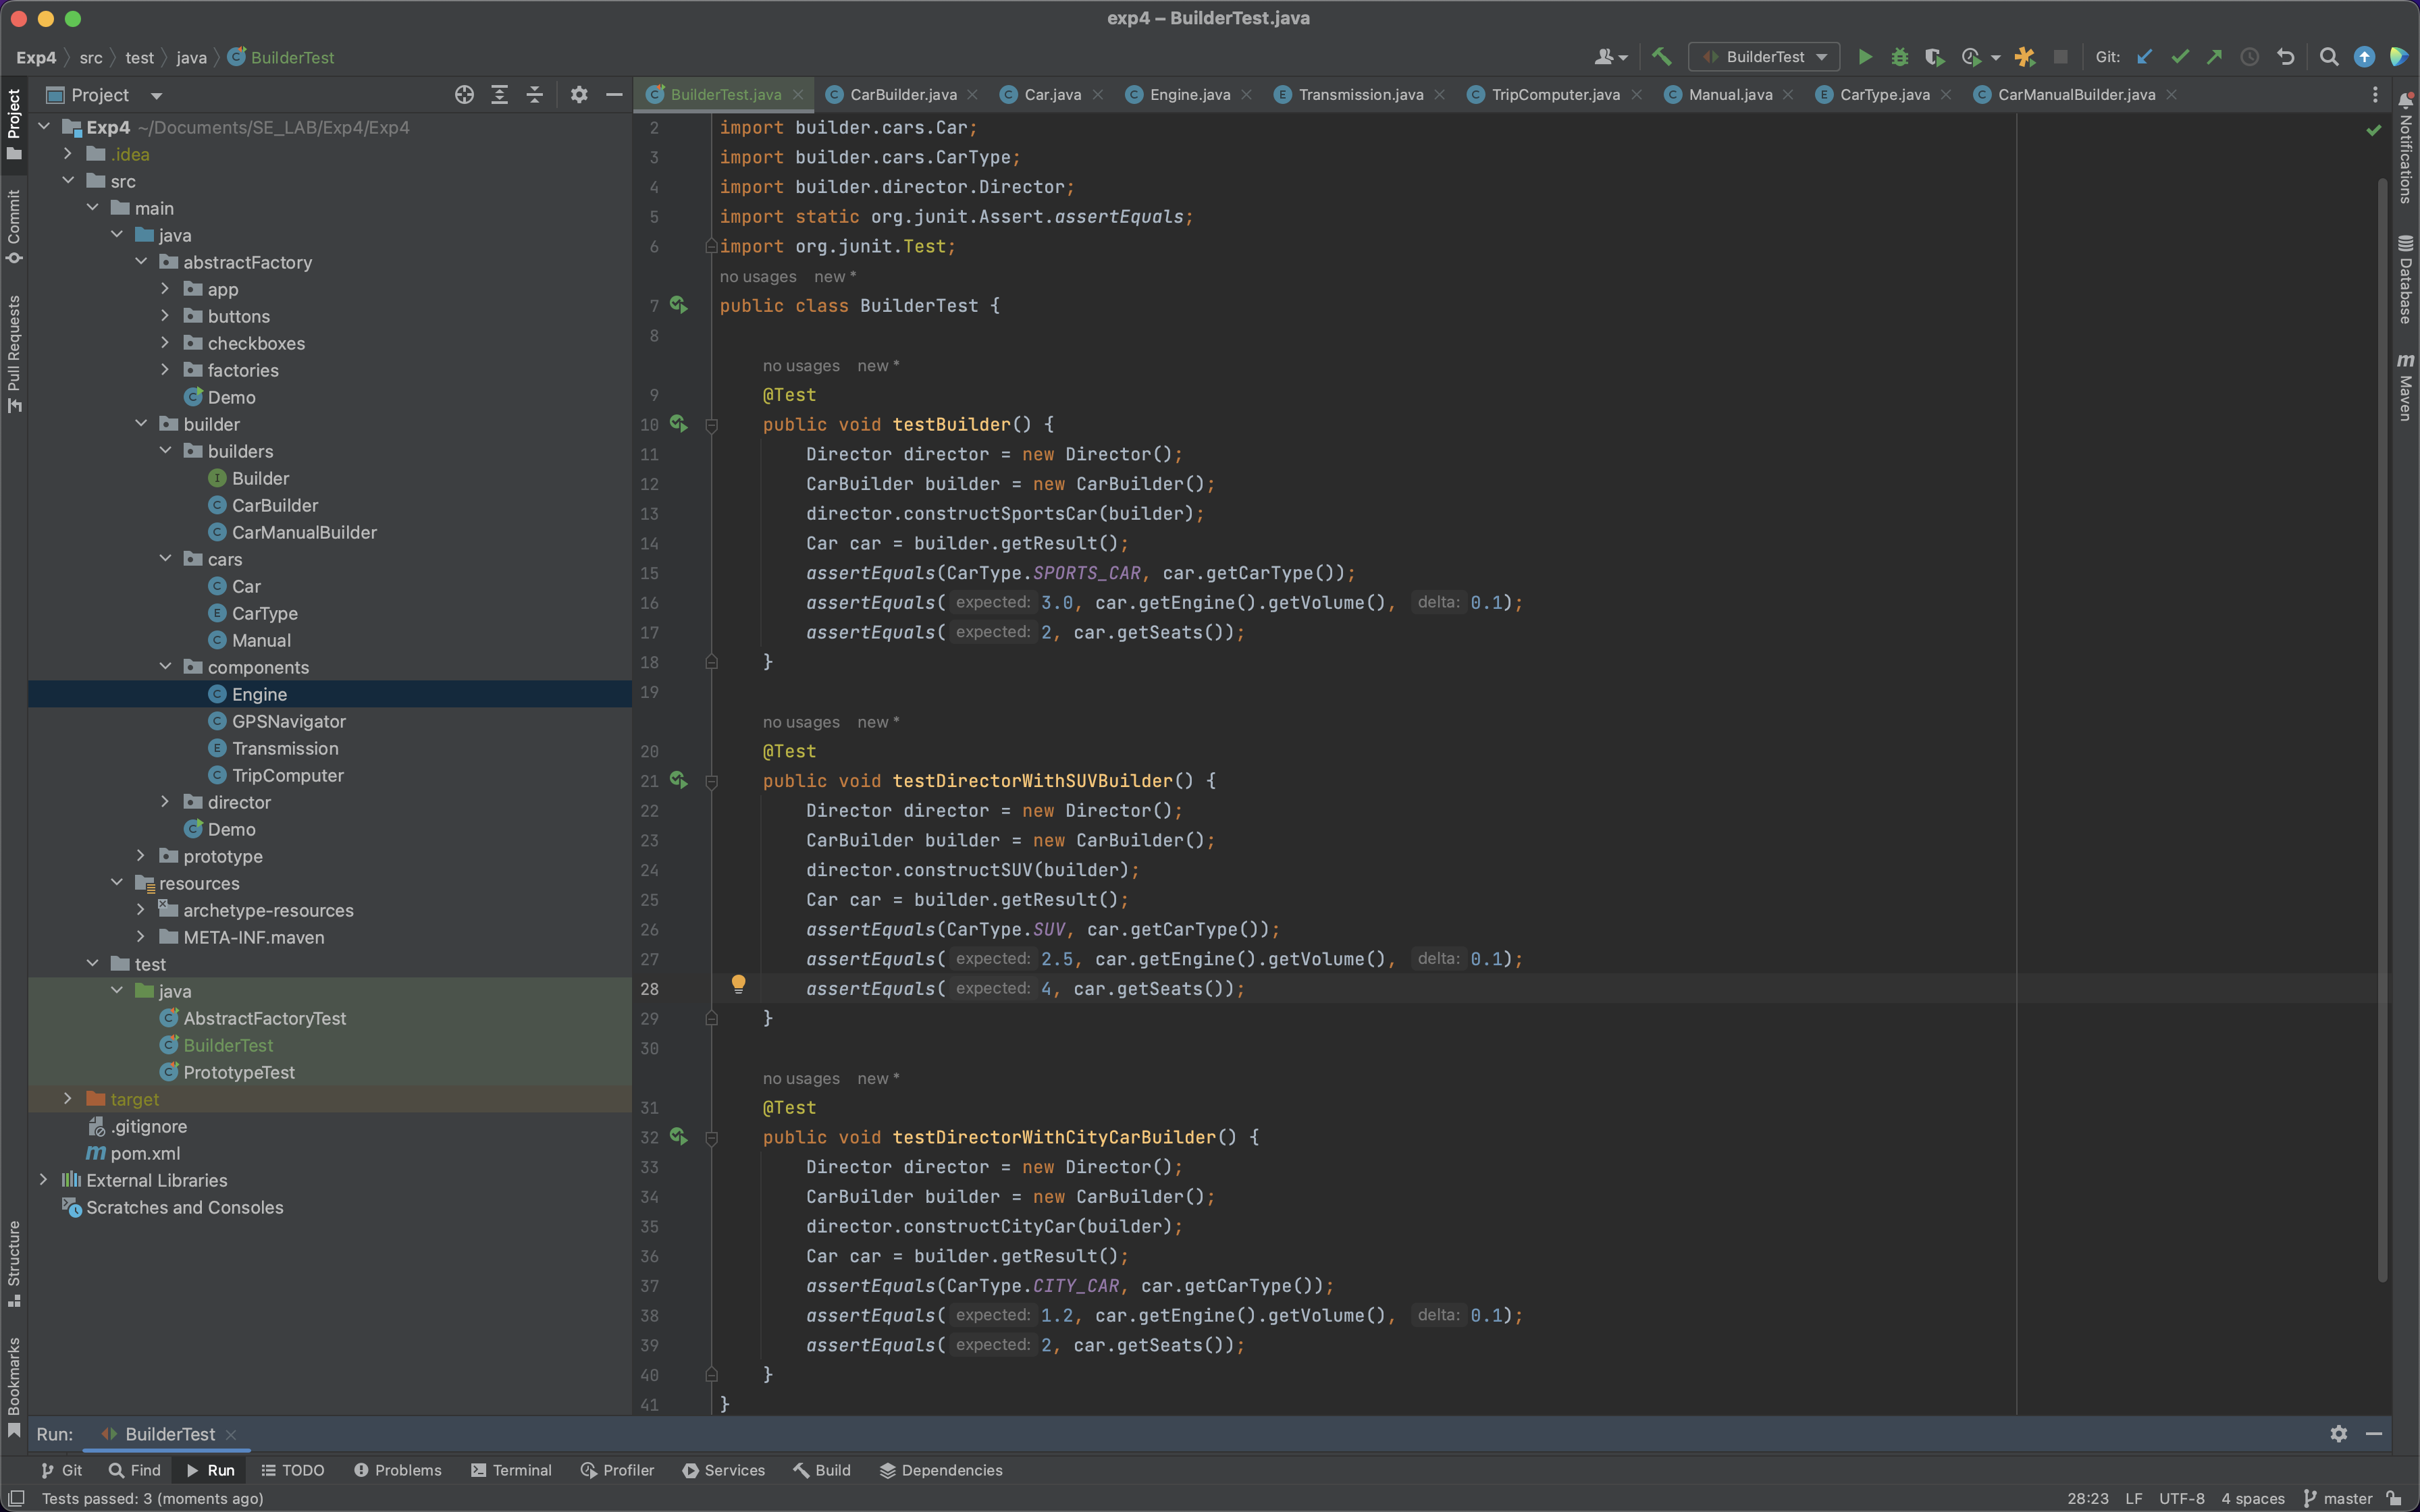 exp4 – BuilderTest.java
Exp4 src test java BuilderTest
BuilderTest
Git:
Project
BuilderTest.java CarBuilder.java Car.java Engine.java Transmission.java TripComputer.java Manual.java CarType.java CarManualBuilder.java
Project
Commit
Pull Requests
Structure
Bookmarks
Exp4 ~/Documents/SE_LAB/Exp4/Exp4
.idea
src
main
java
abstractFactory
app
buttons
checkboxes
factories
Demo
builder
builders
Builder
CarBuilder
CarManualBuilder
cars
Car
CarType
Manual
components
Engine
GPSNavigator
Transmission
TripComputer
director
Demo
prototype
resources
archetype-resources
META-INF.maven
test
java
AbstractFactoryTest
BuilderTest
PrototypeTest
target
.gitignore
pom.xml
External Libraries
Scratches and Consoles
2 import builder.cars.Car;
3 import builder.cars.CarType;
4 import builder.director.Director;
5 import static org.junit.Assert.assertEquals;
6 import org.junit.Test;
no usages new *
7 public class BuilderTest {
8
no usages new *
9 @Test
10 public void testBuilder() {
11 Director director = new Director();
12 CarBuilder builder = new CarBuilder();
13 director.constructSportsCar(builder);
14 Car car = builder.getResult();
15 assertEquals(CarType.SPORTS_CAR, car.getCarType());
16 assertEquals( expected: 3.0, car.getEngine().getVolume(), delta: 0.1);
17 assertEquals( expected: 2, car.getSeats());
18 }
19
no usages new *
20 @Test
21 public void testDirectorWithSUVBuilder() {
22 Director director = new Director();
23 CarBuilder builder = new CarBuilder();
24 director.constructSUV(builder);
25 Car car = builder.getResult();
26 assertEquals(CarType.SUV, car.getCarType());
27 assertEquals( expected: 2.5, car.getEngine().getVolume(), delta: 0.1);
28 assertEquals( expected: 4, car.getSeats());
29 }
30
no usages new *
31 @Test
32 public void testDirectorWithCityCarBuilder() {
33 Director director = new Director();
34 CarBuilder builder = new CarBuilder();
35 director.constructCityCar(builder);
36 Car car = builder.getResult();
37 assertEquals(CarType.CITY_CAR, car.getCarType());
38 assertEquals( expected: 1.2, car.getEngine().getVolume(), delta: 0.1);
39 assertEquals( expected: 2, car.getSeats());
40 }
41 }
Notifications
Database
Maven
Run: BuilderTest
Git Find Run TODO Problems Terminal Profiler Services Build Dependencies
Tests passed: 3 (moments ago)
28:23 LF UTF-8 4 spaces master